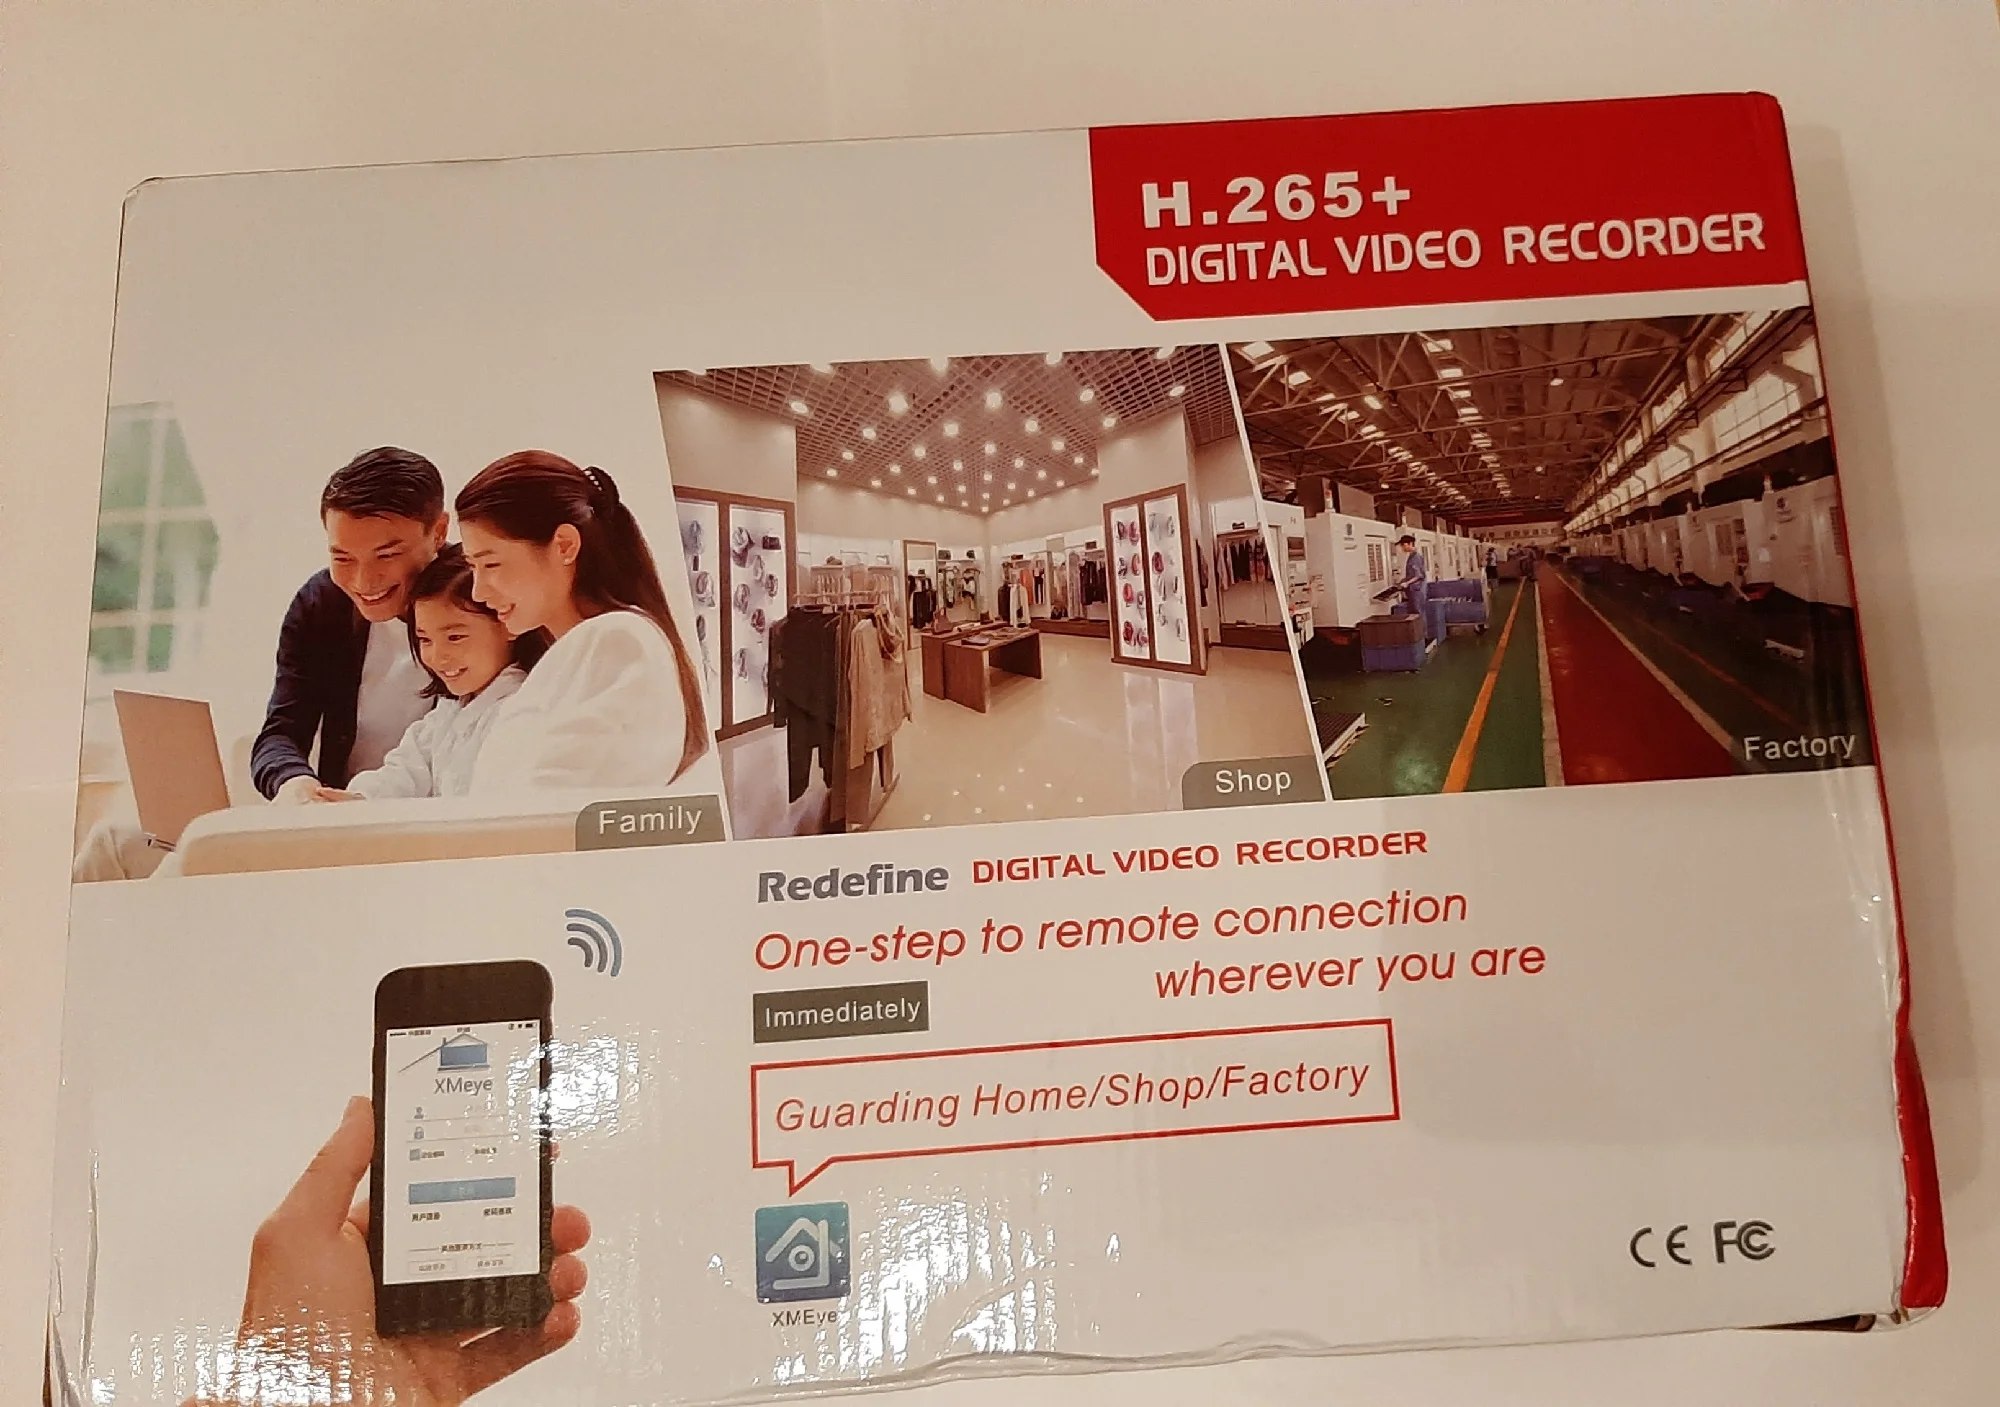 H.265+
DIGITAL VIDEO RECORDER
Family
Shop
Factory
Redefine DIGITAL VIDEO RECORDER
One-step to remote connection
wherever you are
Immediately
Guarding Home/Shop/Factory
XMeye
XMEye
CE FC